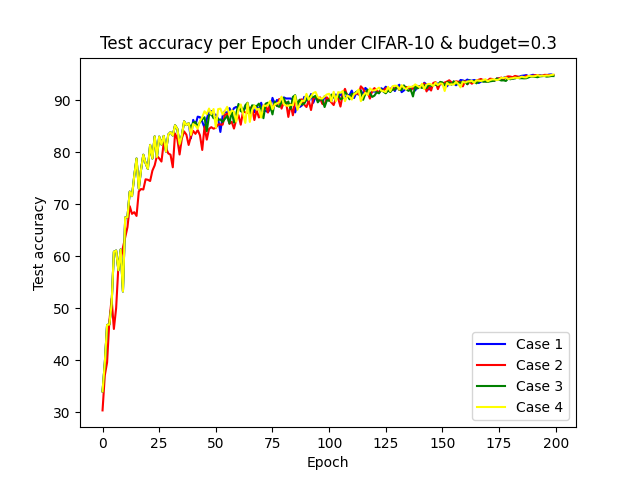 Test accuracy per Epoch under CIFAR-10 & budget=0.3
Test accuracy
90
80
70
60
50
40
30
0 25 50 75 100 125 150 175 200
Epoch
Case 1
Case 2
Case 3
Case 4